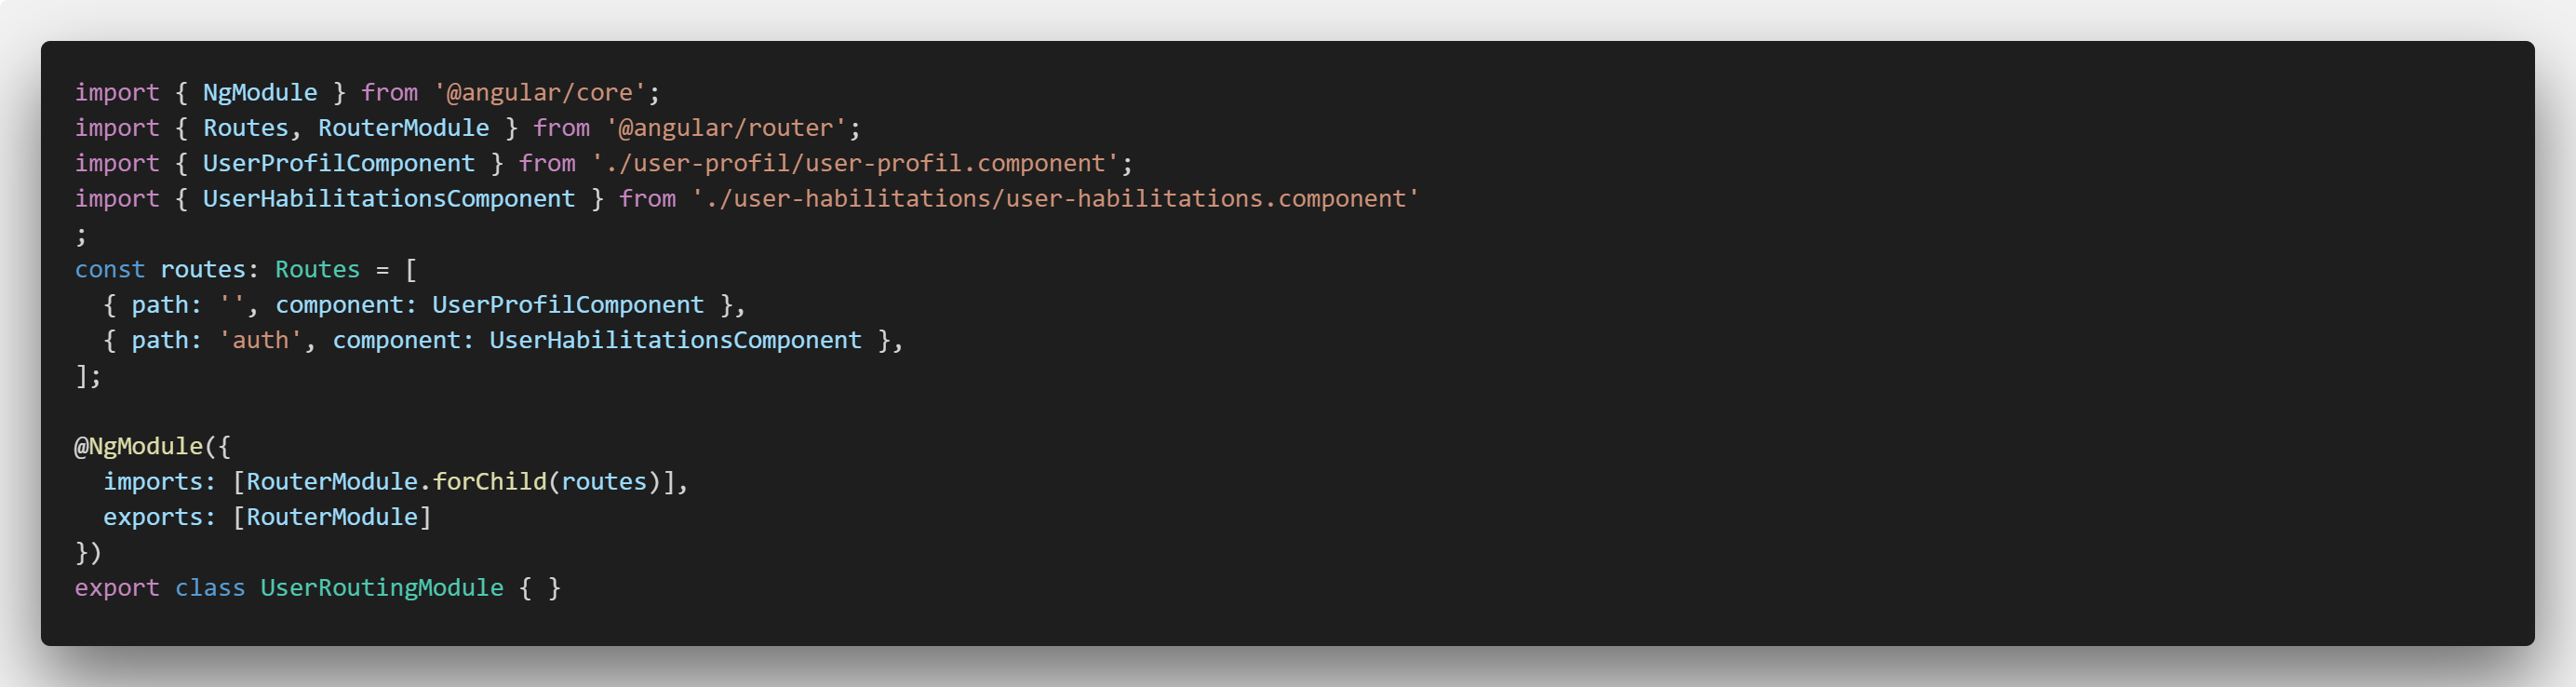 import { NgModule } from '@angular/core';
import { Routes, RouterModule } from '@angular/router';
import { UserProfilComponent } from './user-profil/user-profil.component';
import { UserHabilitationsComponent } from './user-habilitations/user-habilitations.component'
;
const routes: Routes = [
  { path: '', component: UserProfilComponent },
  { path: 'auth', component: UserHabilitationsComponent },
];

@NgModule({
  imports: [RouterModule.forChild(routes)],
  exports: [RouterModule]
})
export class UserRoutingModule { }